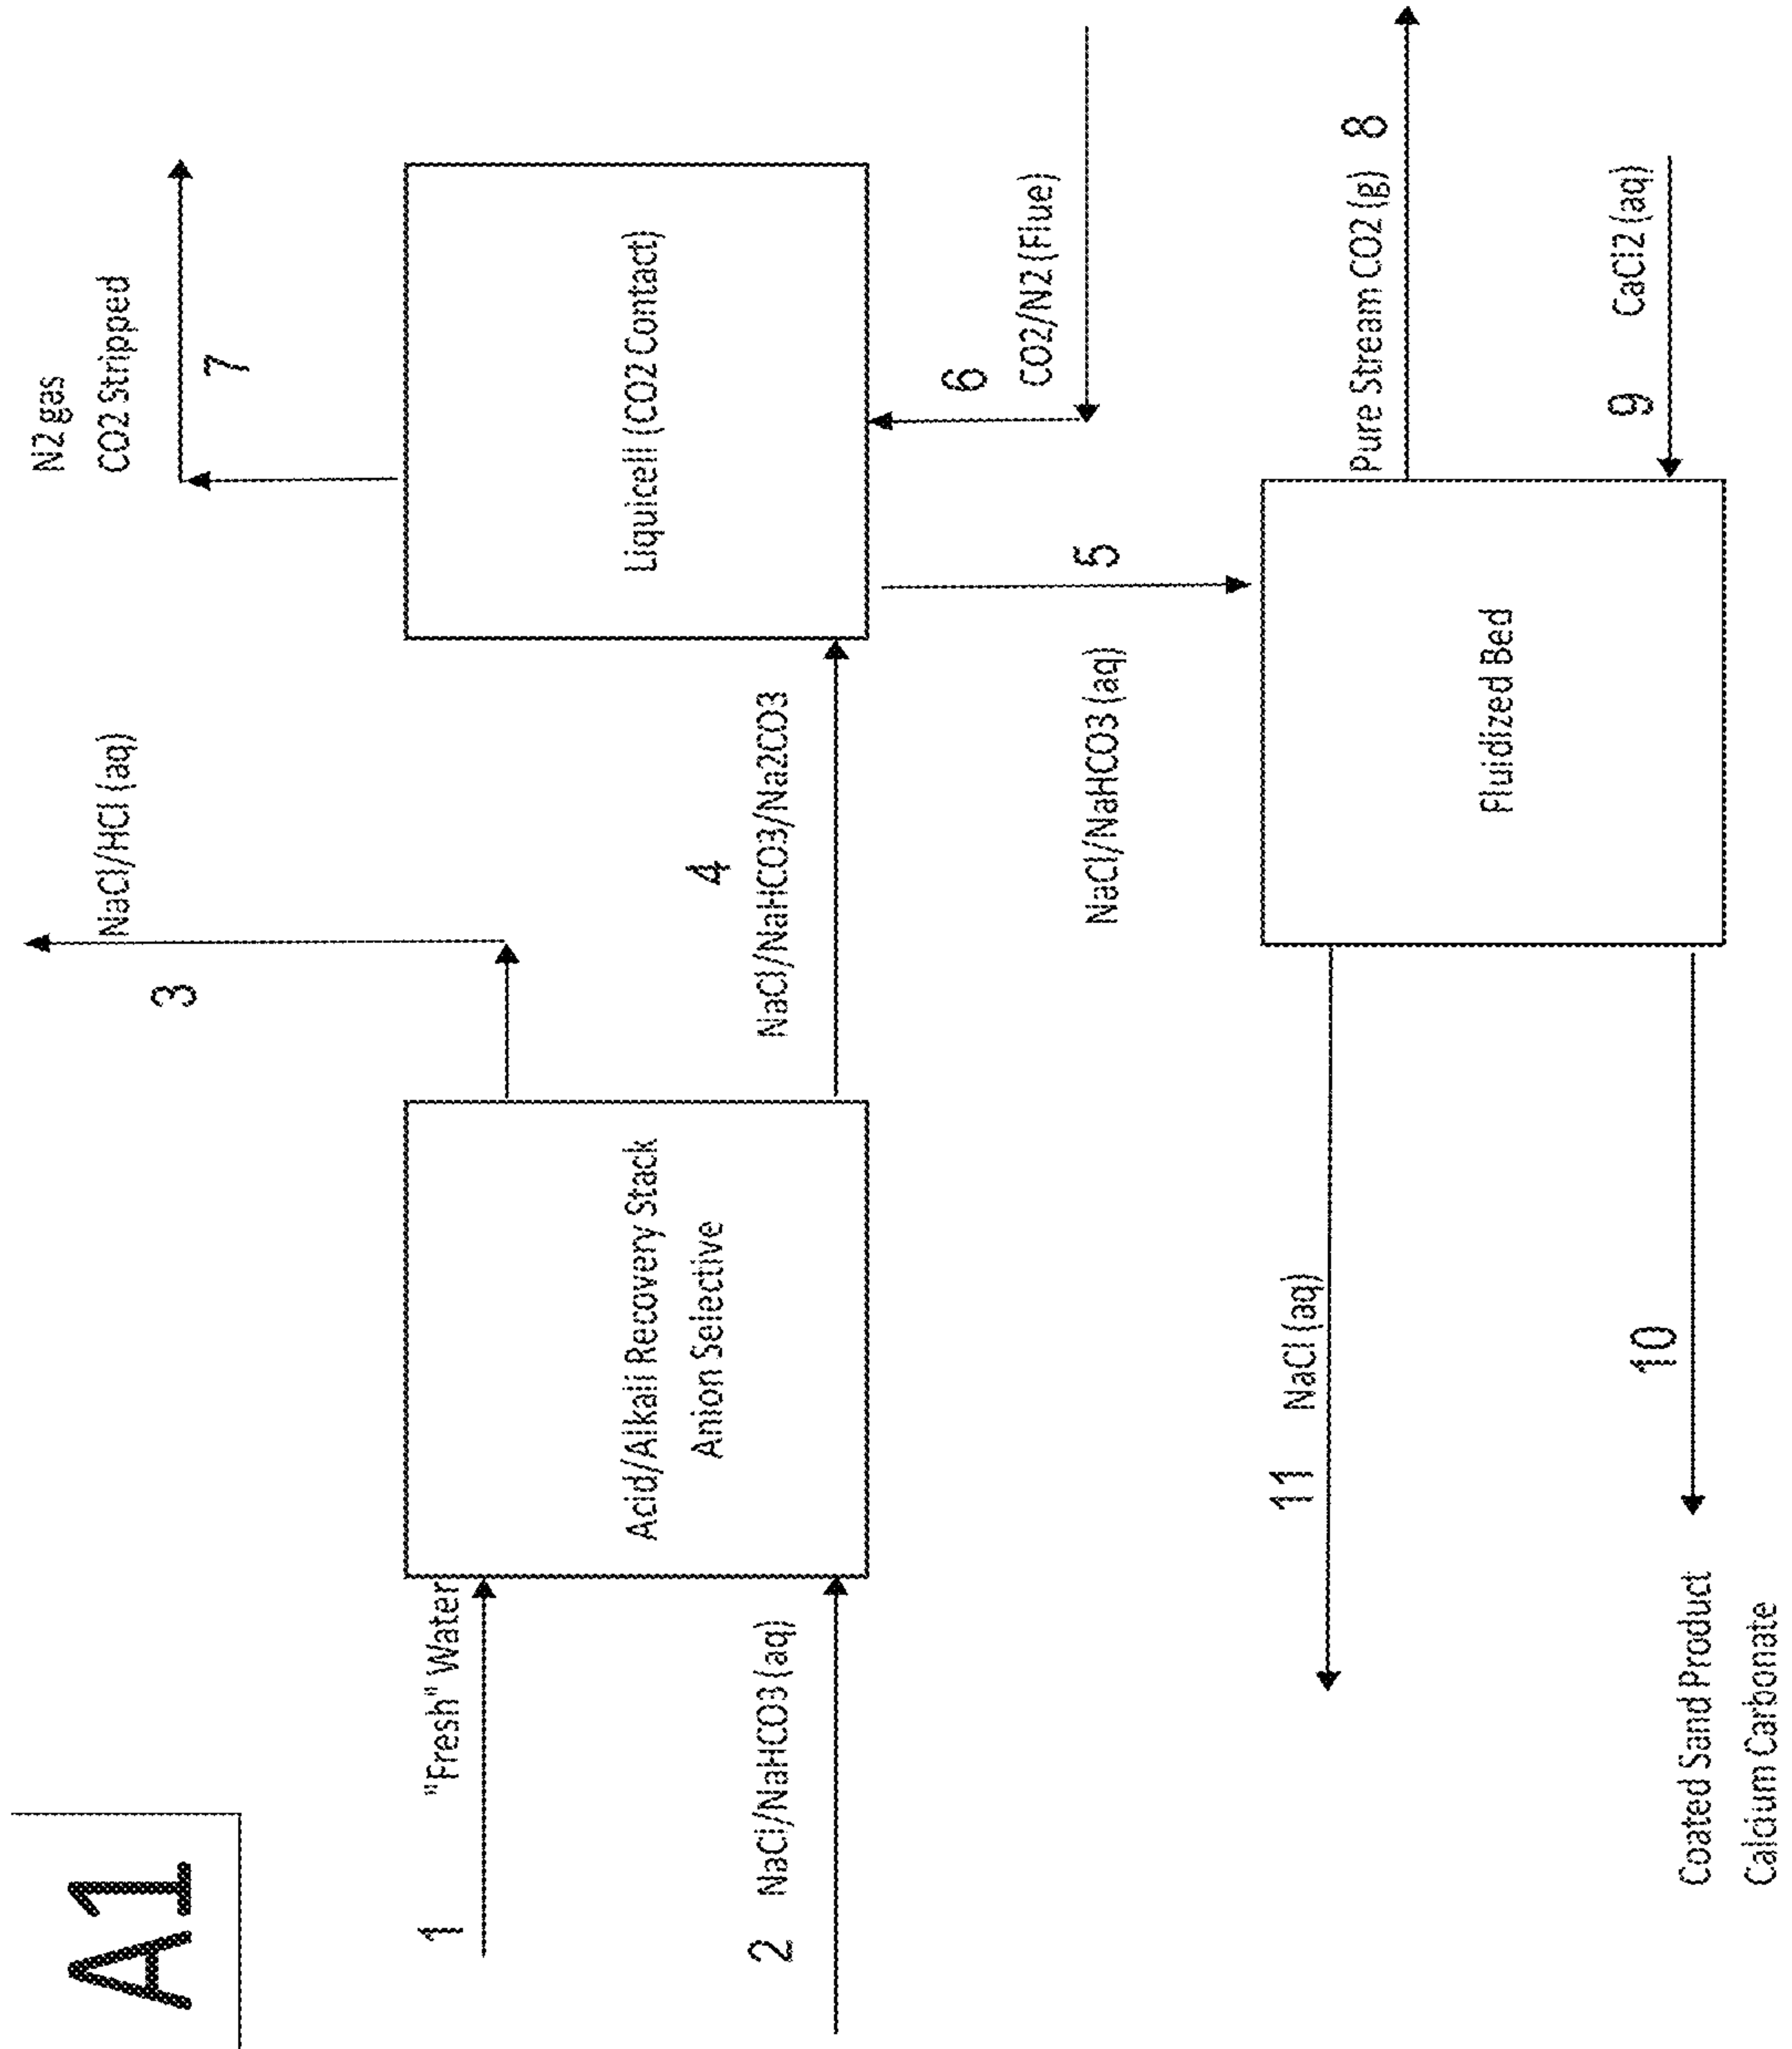 A1
N2 gas
CO2 Stripped
7
NaCl/HCl (aq)
3
"Fresh" Water
1
Acid/Alkali Recovery Stack
Anion Selective
Liquicell (CO2 Contact)
2 NaCl/NaHCO3 (aq)
4
NaCl/NaHCO3/Na2CO3
6
CO2/N2 (Flue)
5
NaCl/NaHCO3 (aq)
Fluidized Bed
Pure Stream CO2 (g) 8
9 CaCl2 (aq)
11 NaCl (aq)
10
Coated Sand Product
Calcium Carbonate